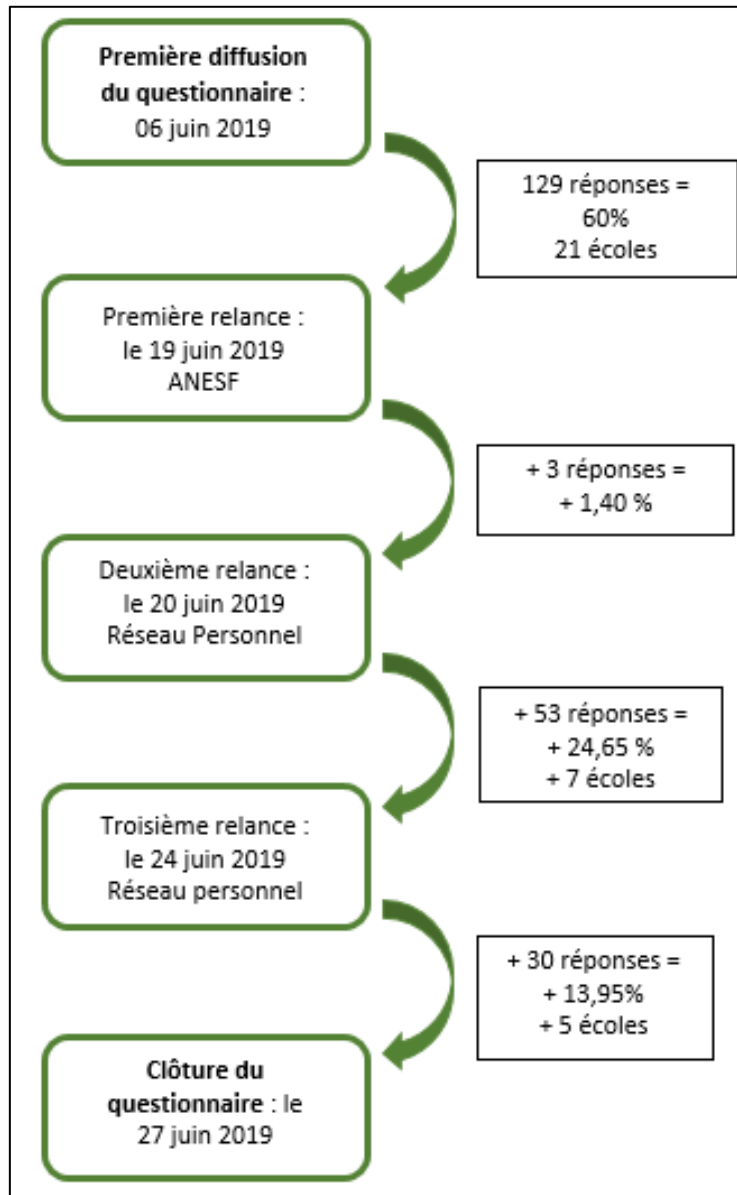 Première diffusion
du questionnaire :
06 juin 2019
129 réponses =
60%
21 écoles
Première relance :
le 19 juin 2019
ANESF
+ 3 réponses =
+ 1,40 %
Deuxième relance :
le 20 juin 2019
Réseau Personnel
+ 53 réponses =
+ 24,65 %
+ 7 écoles
Troisième relance :
le 24 juin 2019
Réseau personnel
+ 30 réponses =
+ 13,95%
+ 5 écoles
Clôture du
questionnaire : le
27 juin 2019